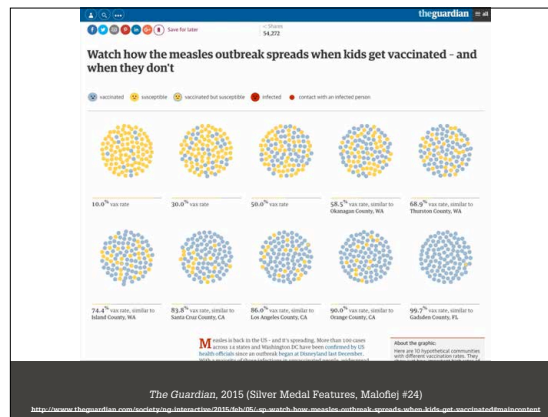 theguardian
all
Save for later
< Shares
54,272
Watch how the measles outbreak spreads when kids get vaccinated – and
when they don't
vaccinated
susceptible
vaccinated but susceptible
infected
contact with an infected person
10.0% vax rate
30.0% vax rate
50.0% vax rate
58.5% vax rate, similar to
Okanagan County, WA
68.9% vax rate, similar to
Thurston County, WA
74.4% vax rate, similar to
Island County, WA
83.8% vax rate, similar to
Santa Cruz County, CA
86.0% vax rate, similar to
Los Angeles County, CA
90.0% vax rate, similar to
Orange County, CA
99.7% vax rate, similar to
Gadsden County, FL
Measles is back in the US – and it's spreading. More than 100 cases
across 14 states and Washington DC have been confirmed by US
health officials since an outbreak began at Disneyland last December.
About the graphic:
Here are 10 hypothetical communities
with different vaccination rates. They
The Guardian, 2015 (Silver Medal Features, Malofiej #24)
http://www.theguardian.com/society/ng-interactive/2015/feb/05/-sp-watch-how-measles-outbreak-spreads-when-kids-get-vaccinated#maincontent